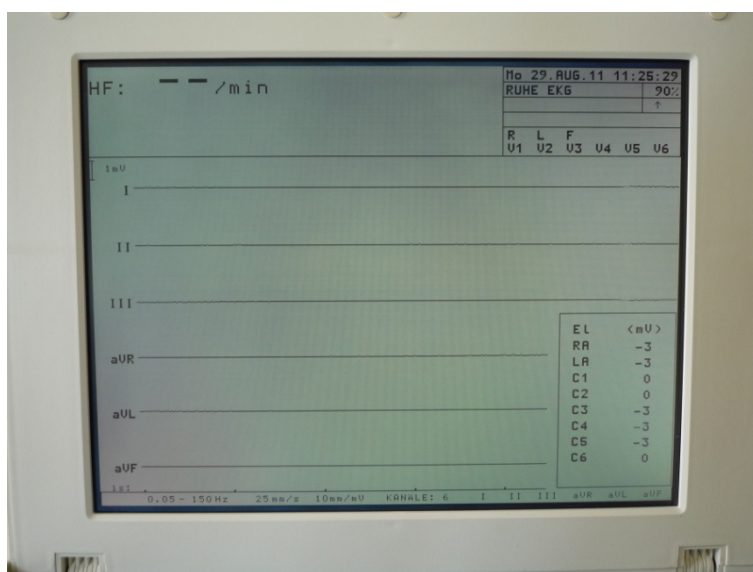 HF: -- /min
Mo 29.AUG.11 11:25:29
RUHE EKG 90%
↑
R L F
V1 V2 V3 V4 V5 V6
1mV
I
II
III
aVR
aVL
aVF
EL (mV)
RA -3
LA -3
C1 0
C2 0
C3 -3
C4 -3
C5 -3
C6 0
1s
0.05 - 150Hz 25mm/s 10mm/mV KANÄLE: 6 I II III aVR aVL aVF